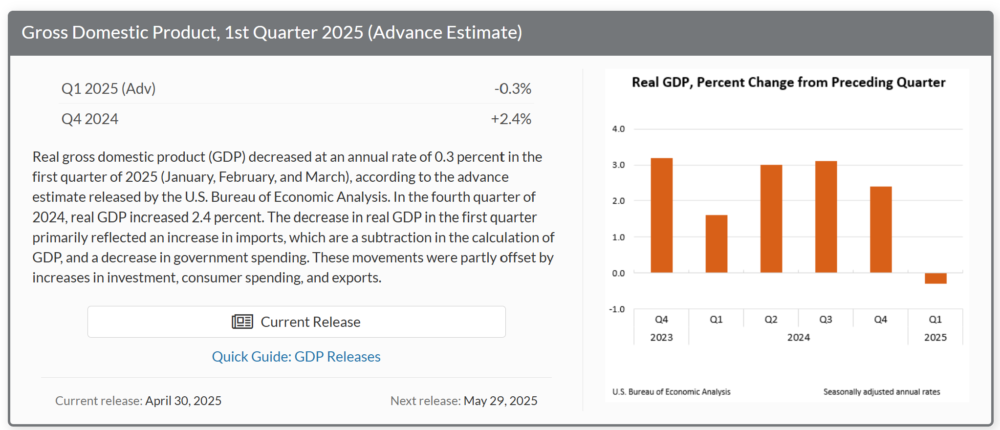 Gross Domestic Product, 1st Quarter 2025 (Advance Estimate)
Q1 2025 (Adv) -0.3%
Q4 2024 +2.4%
Real gross domestic product (GDP) decreased at an annual rate of 0.3 percent in the
first quarter of 2025 (January, February, and March), according to the advance
estimate released by the U.S. Bureau of Economic Analysis. In the fourth quarter of
2024, real GDP increased 2.4 percent. The decrease in real GDP in the first quarter
primarily reflected an increase in imports, which are a subtraction in the calculation of
GDP, and a decrease in government spending. These movements were partly offset by
increases in investment, consumer spending, and exports.
Current Release
Quick Guide: GDP Releases
Current release: April 30, 2025 Next release: May 29, 2025
Real GDP, Percent Change from Preceding Quarter
4.0
3.0
2.0
1.0
0.0
-1.0
Q4 Q1 Q2 Q3 Q4 Q1
2023 2024 2025
U.S. Bureau of Economic Analysis Seasonally adjusted annual rates